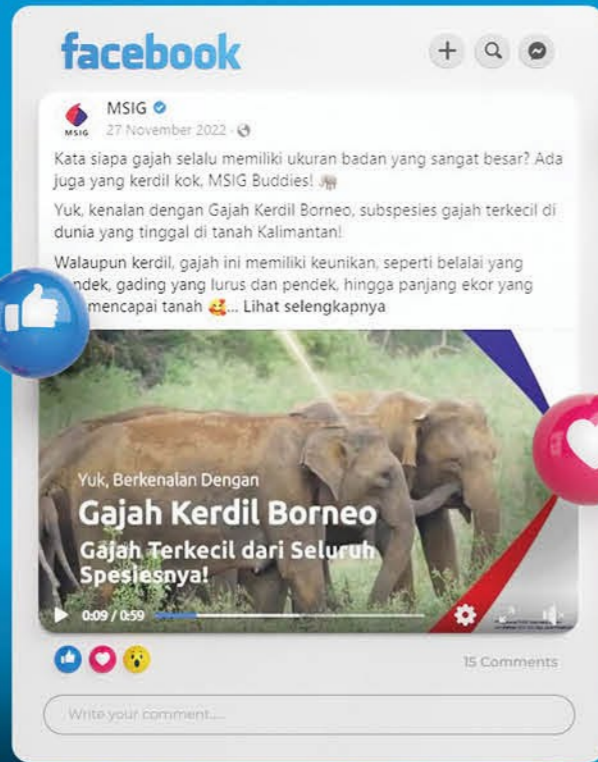 facebook
MSIG
MSIG
27 November 2022 ·
Kata siapa gajah selalu memiliki ukuran badan yang sangat besar? Ada
juga yang kerdil kok, MSIG Buddies!
Yuk, kenalan dengan Gajah Kerdil Borneo, subspesies gajah terkecil di
dunia yang tinggal di tanah Kalimantan!
Walaupun kerdil, gajah ini memiliki keunikan, seperti belalai yang
ndek, gading yang lurus dan pendek, hingga panjang ekor yang
mencapai tanah ... Lihat selengkapnya
Yuk, Berkenalan Dengan
Gajah Kerdil Borneo
Gajah Terkecil dari Seluruh
Spesiesnya!
0:09 / 0:59
15 Comments
Write your comment.....